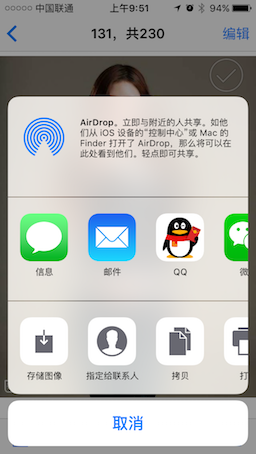 中国联通 上午9:51 94%
131，共230 编辑
AirDrop。立即与附近的人共享。如他
们从 iOS 设备的“控制中心”或 Mac 的
Finder 打开了 AirDrop，那么将可以在
此处看到他们。轻点即可共享。
信息 邮件 QQ 微
存储图像 指定给联系人 拷贝 打
取消